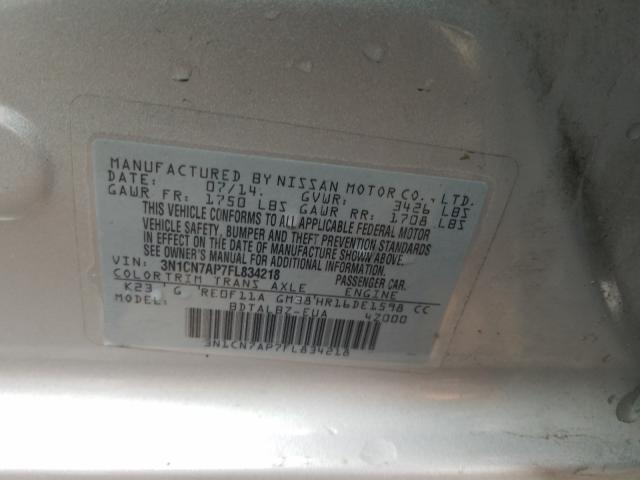 MANUFACTURED BY NISSAN MOTOR CO., LTD.
DATE: 07/14. GVWR: 3436 LBS
GAWR FR: 1750 LBS GAWR RR: 1708 LBS
THIS VEHICLE CONFORMS TO ALL APPLICABLE FEDERAL MOTOR
VEHICLE SAFETY, BUMPER AND THEFT PREVENTION STANDARDS
IN EFFECT ON THE DATE OF MANUFACTURE SHOWN ABOVE.
SEE OWNER'S MANUAL FOR ADDITIONAL INFORMATION.
VIN: 3N1CN7AP7FL834218 PASSENGER CAR
COLOR TRIM TRANS AXLE ENGINE
K23 G RE0F11A GM38 HR16DE 1598 CC
MODEL: BDTALBZ-EUA 42000
3N1CN7AP7FL834218